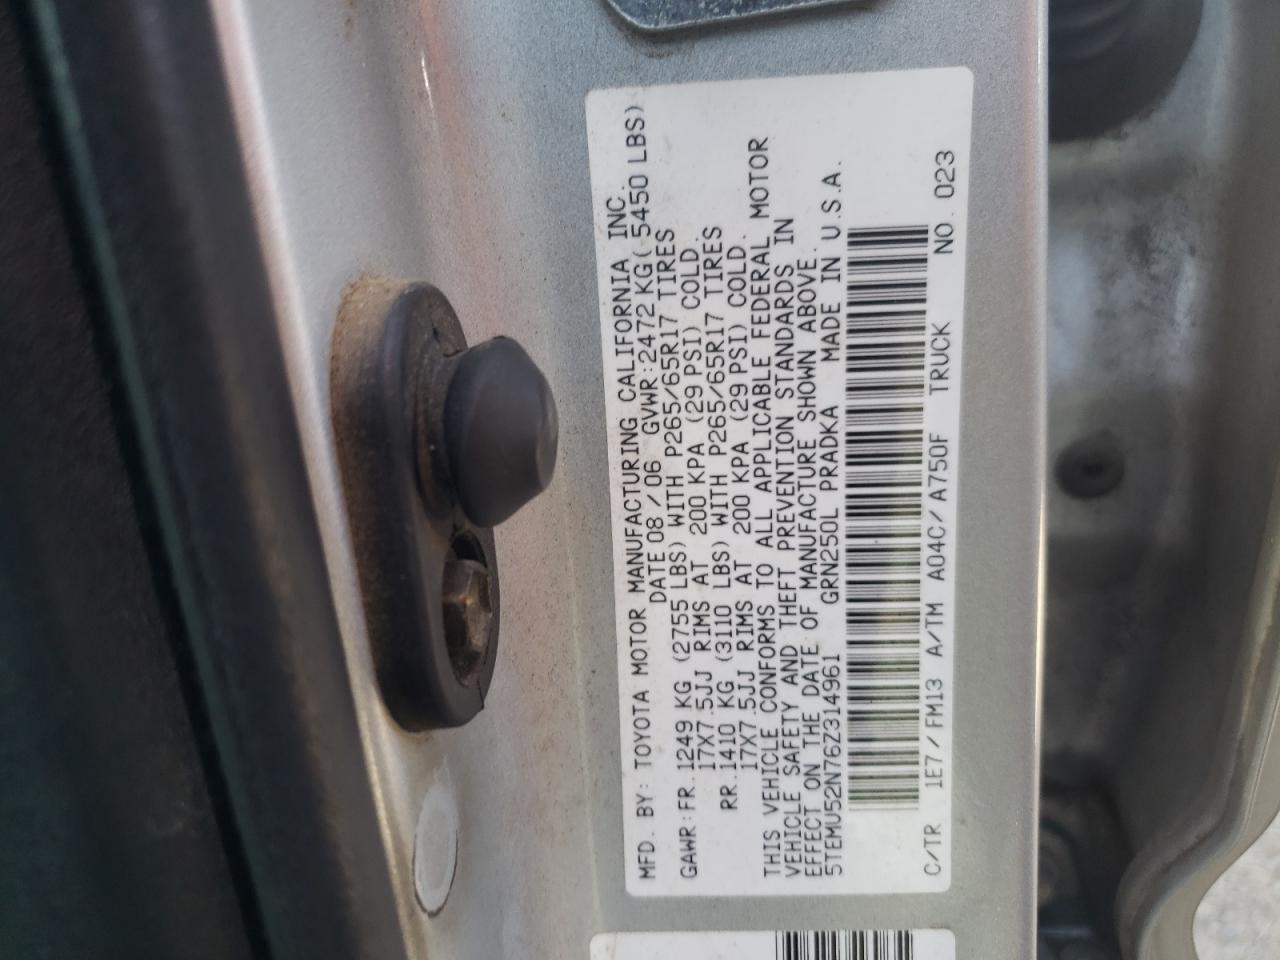 MFD. BY: TOYOTA MOTOR MANUFACTURING CALIFORNIA INC.
DATE 08/06 GVWR:2472 KG( 5450 LBS)
GAWR:FR.1249 KG (2755 LBS) WITH P265/65R17 TIRES
17X7.5JJ RIMS AT 200 KPA (29 PSI) COLD.
RR.1410 KG (3110 LBS) WITH P265/65R17 TIRES
17X7.5JJ RIMS AT 200 KPA (29 PSI) COLD.
THIS VEHICLE CONFORMS TO ALL APPLICABLE FEDERAL MOTOR
VEHICLE SAFETY AND THEFT PREVENTION STANDARDS IN
EFFECT ON THE DATE OF MANUFACTURE SHOWN ABOVE.
5TEMU52N76Z314961 GRN250L PRADKA MADE IN U.S.A.
C/TR 1E7/FM13 A/TM A04C/A750F TRUCK NO. 023